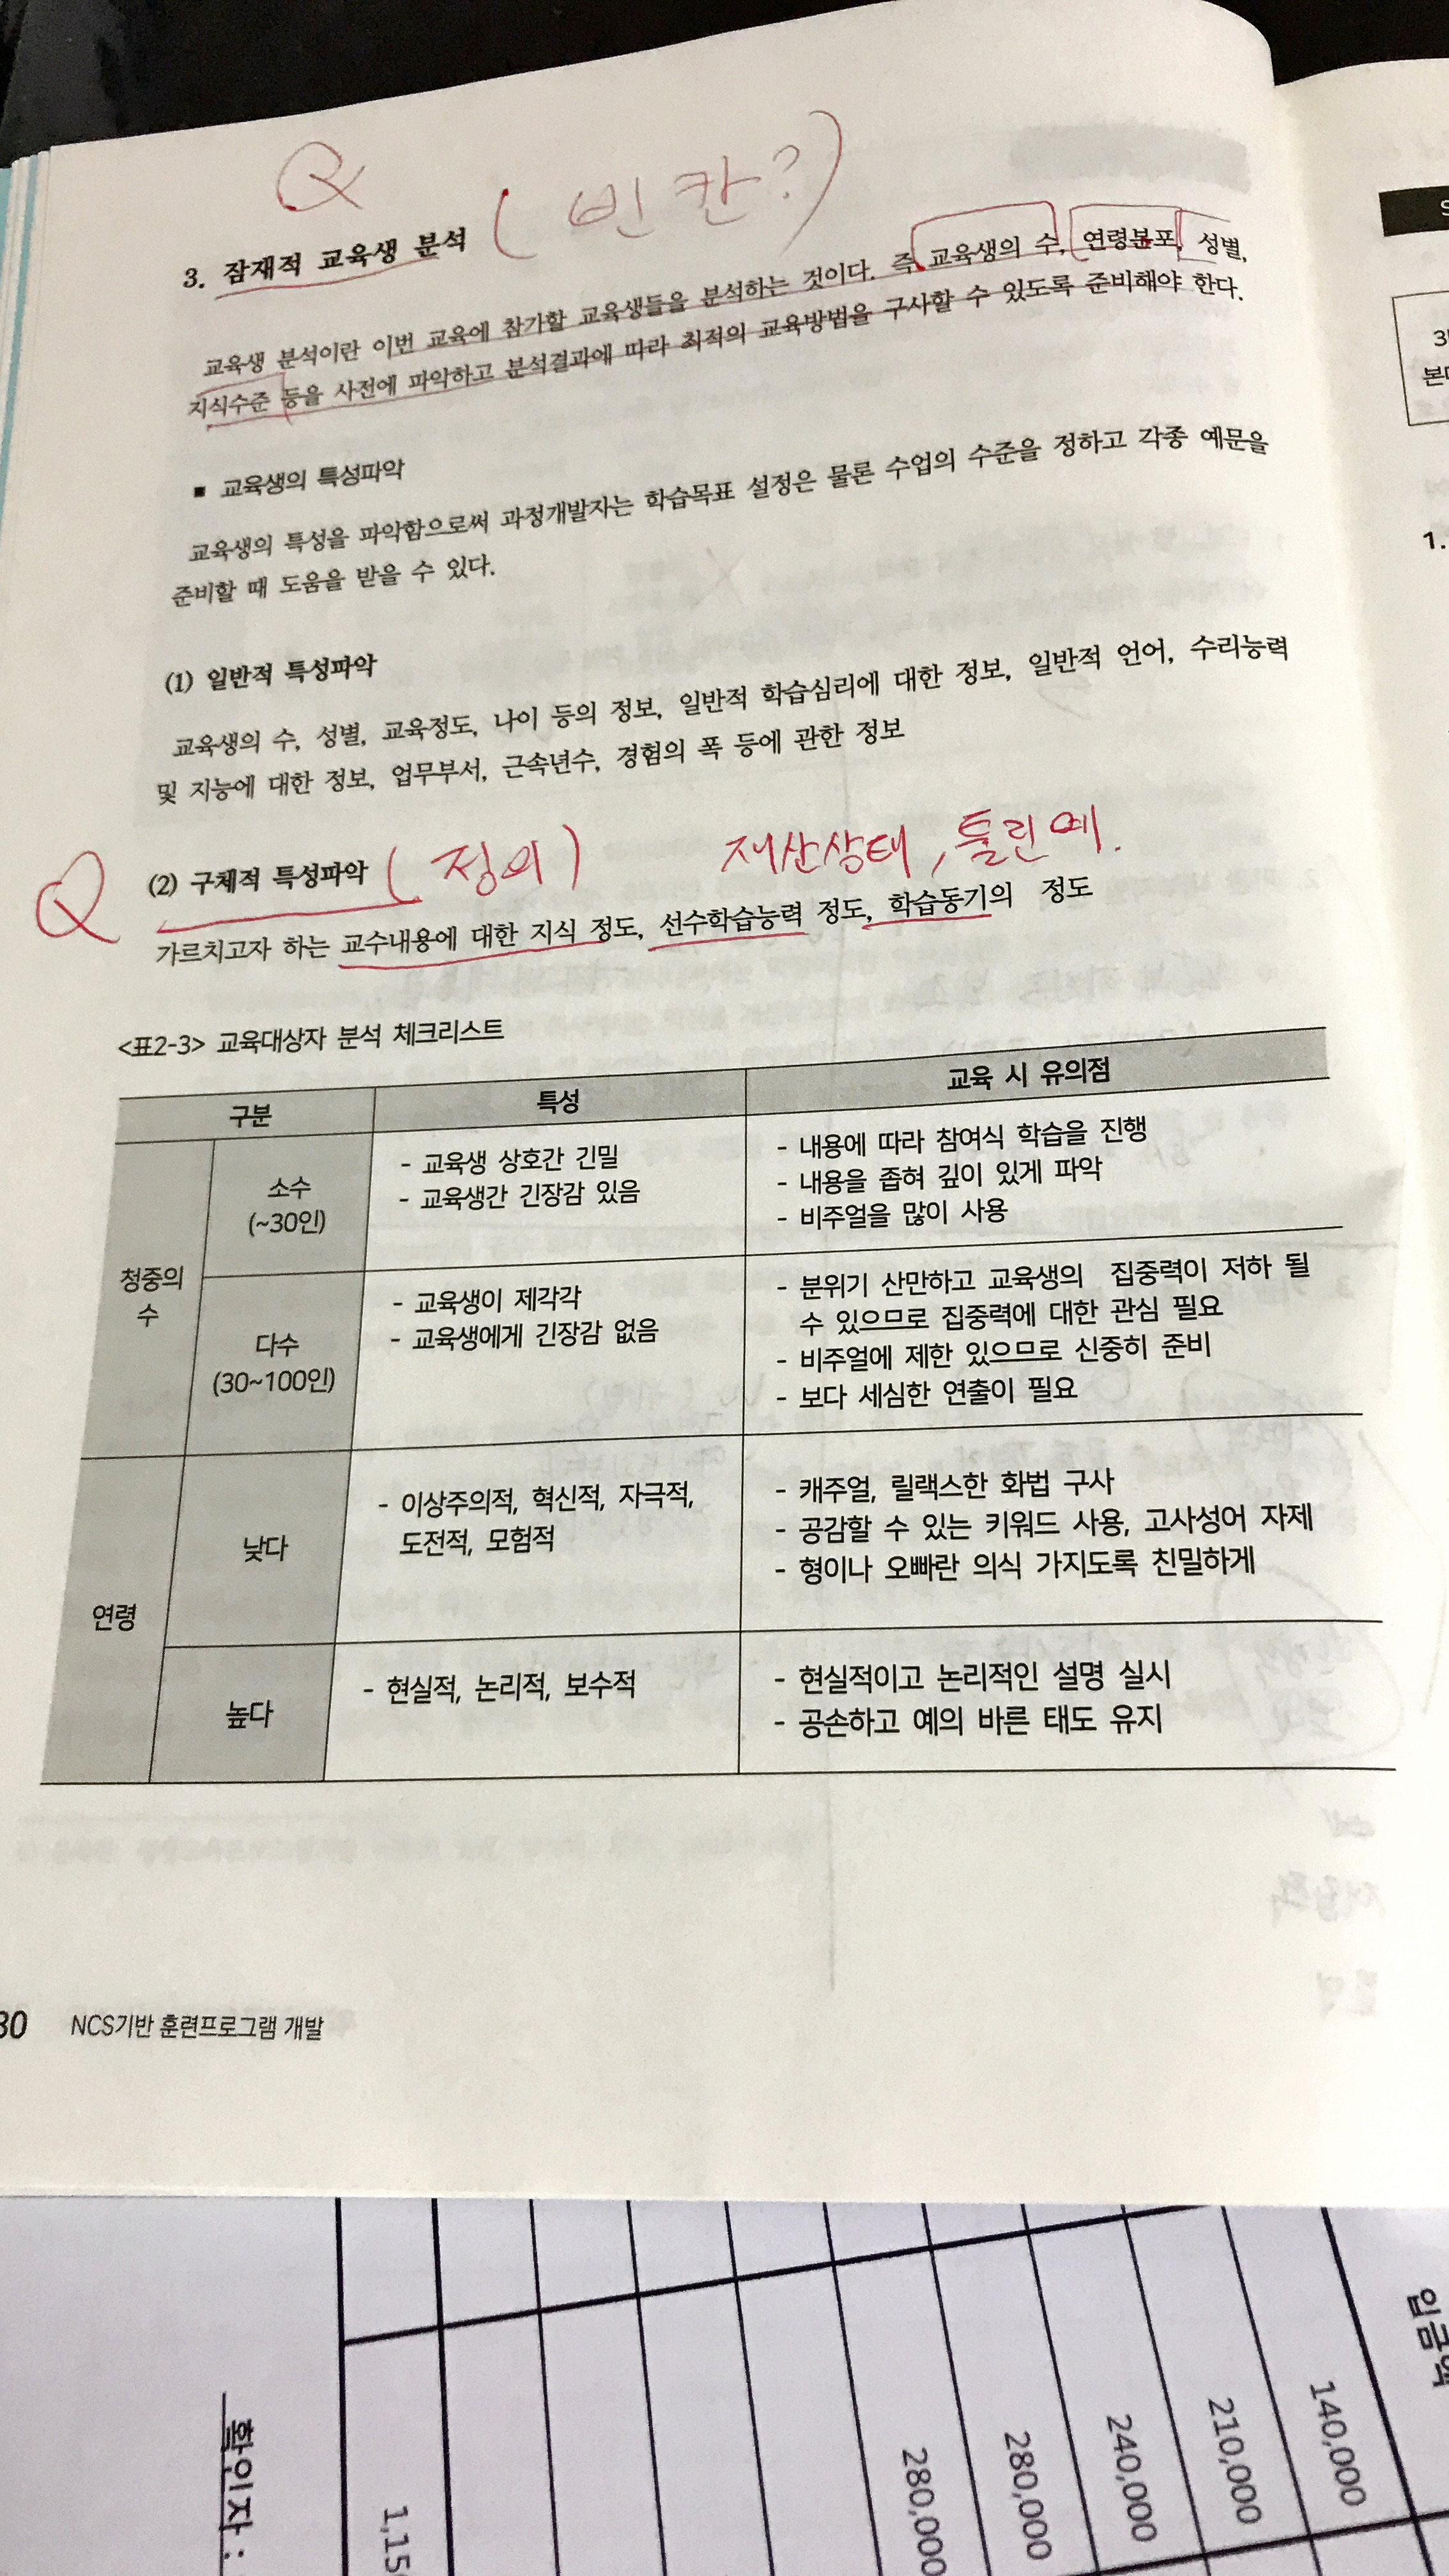 Q
(빈칸?)
3. 잠재적 교육생 분석
교육생 분석이란 이번 교육에 참가할 교육생들을 분석하는 것이다. 즉 교육생의 수, 연령분포, 성별,
지식수준 등을 사전에 파악하고 분석결과에 따라 최적의 교육방법을 구사할 수 있도록 준비해야 한다.
■ 교육생의 특성파악
교육생의 특성을 파악함으로써 과정개발자는 학습목표 설정은 물론 수업의 수준을 정하고 각종 예문을
준비할 때 도움을 받을 수 있다.
(1) 일반적 특성파악
교육생의 수, 성별, 교육정도, 나이 등의 정보, 일반적 학습심리에 대한 정보, 일반적 언어, 수리능력
및 지능에 대한 정보, 업무부서, 근속년수, 경험의 폭 등에 관한 정보
Q
(2) 구체적 특성파악 (정의) 재산상태, 틀린 예.
가르치고자 하는 교수내용에 대한 지식 정도, 선수학습능력 정도, 학습동기의 정도
<표2-3> 교육대상자 분석 체크리스트
구분 특성 교육 시 유의점
청중의
수
소수
(~30인)
- 교육생 상호간 긴밀
- 교육생간 긴장감 있음
- 내용에 따라 참여식 학습을 진행
- 내용을 좁혀 깊이 있게 파악
- 비주얼을 많이 사용
다수
(30~100인)
- 교육생이 제각각
- 교육생에게 긴장감 없음
- 분위기 산만하고 교육생의 집중력이 저하 될
수 있으므로 집중력에 대한 관심 필요
- 비주얼에 제한 있으므로 신중히 준비
- 보다 세심한 연출이 필요
연령
낮다
- 이상주의적, 혁신적, 자극적,
도전적, 모험적
- 캐주얼, 릴랙스한 화법 구사
- 공감할 수 있는 키워드 사용, 고사성어 자제
- 형이나 오빠란 의식 가지도록 친밀하게
높다
- 현실적, 논리적, 보수적
- 현실적이고 논리적인 설명 실시
- 공손하고 예의 바른 태도 유지
30 NCS기반 훈련프로그램 개발
1.
입금액
140,000
210,000
240,000
280,000
280,000
확인자 :